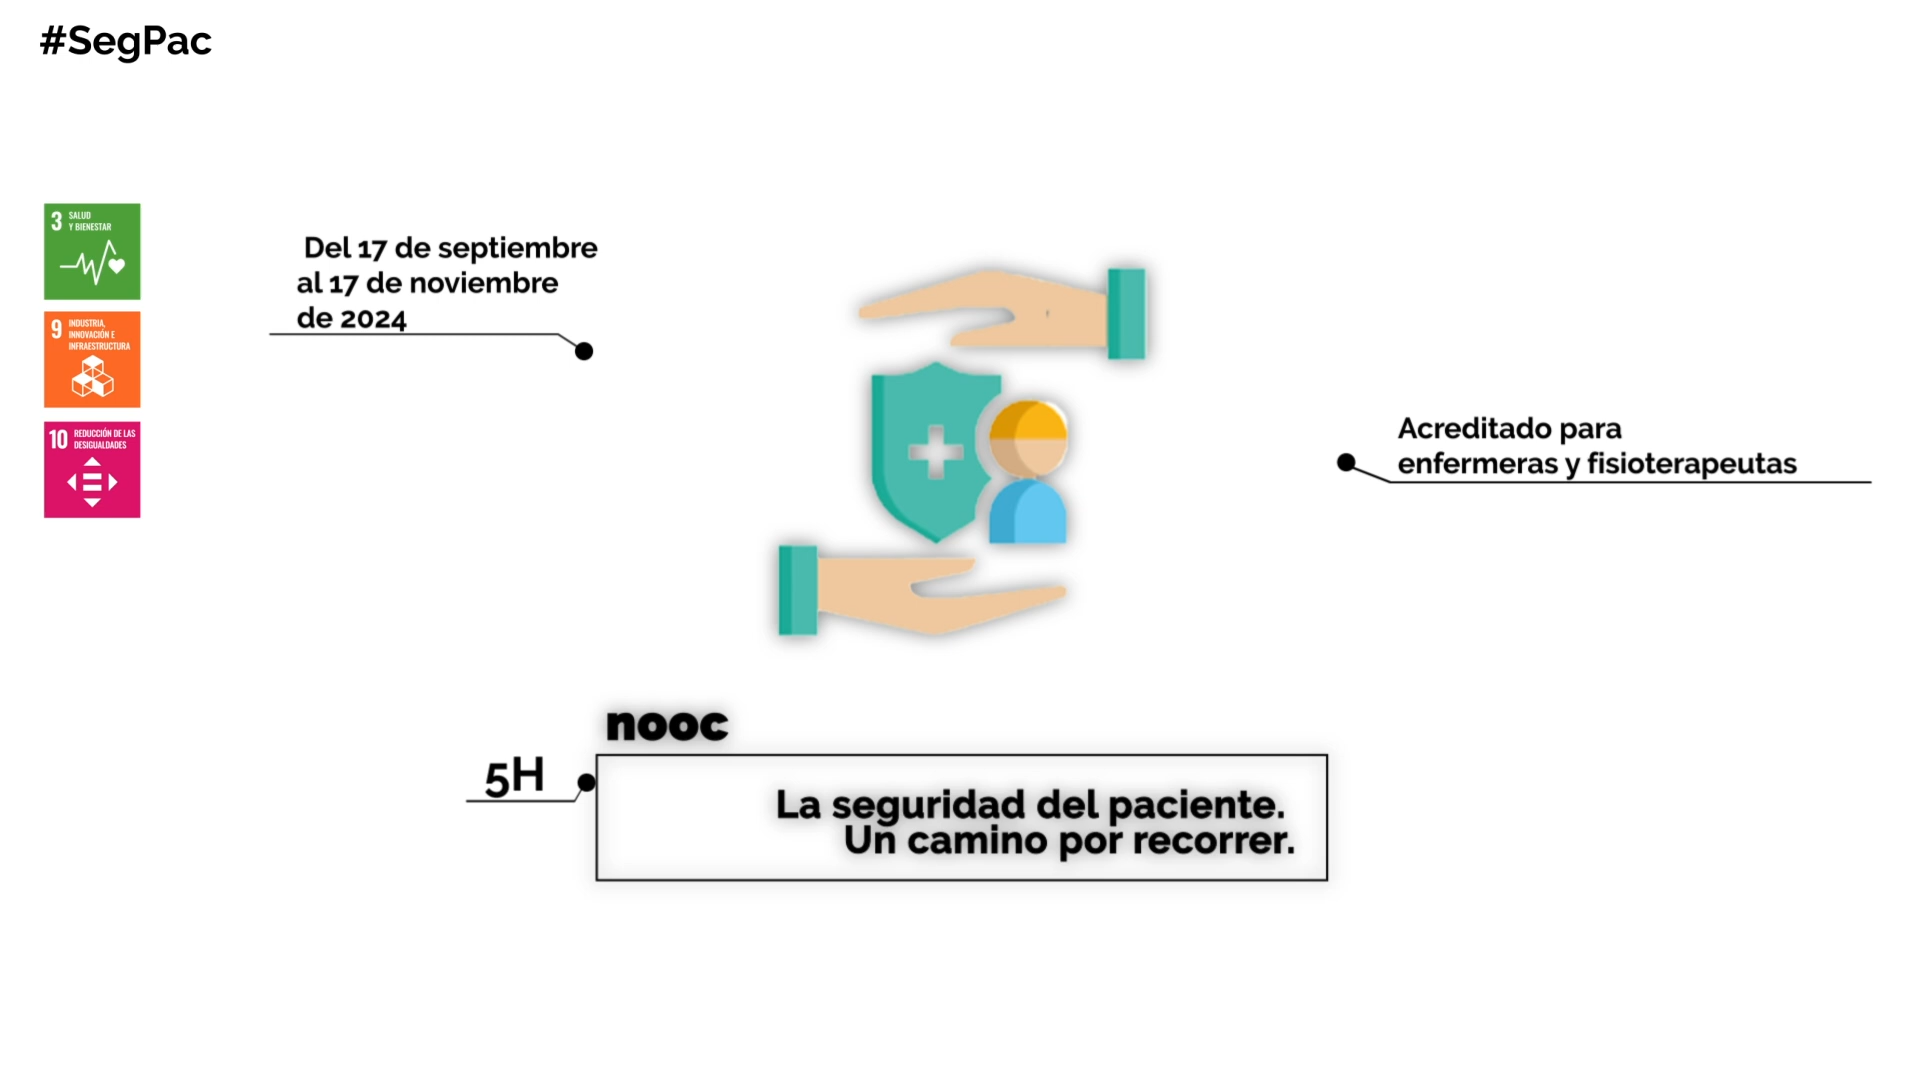 #SegPac
3 SALUD
Y BIENESTAR
9 INDUSTRIA,
INNOVACIÓN E
INFRAESTRUCTURA
10 REDUCCIÓN DE LAS
DESIGUALDADES
Del 17 de septiembre
al 17 de noviembre
de 2024
Acreditado para
enfermeras y fisioterapeutas
nooc
5H
La seguridad del paciente.
Un camino por recorrer.